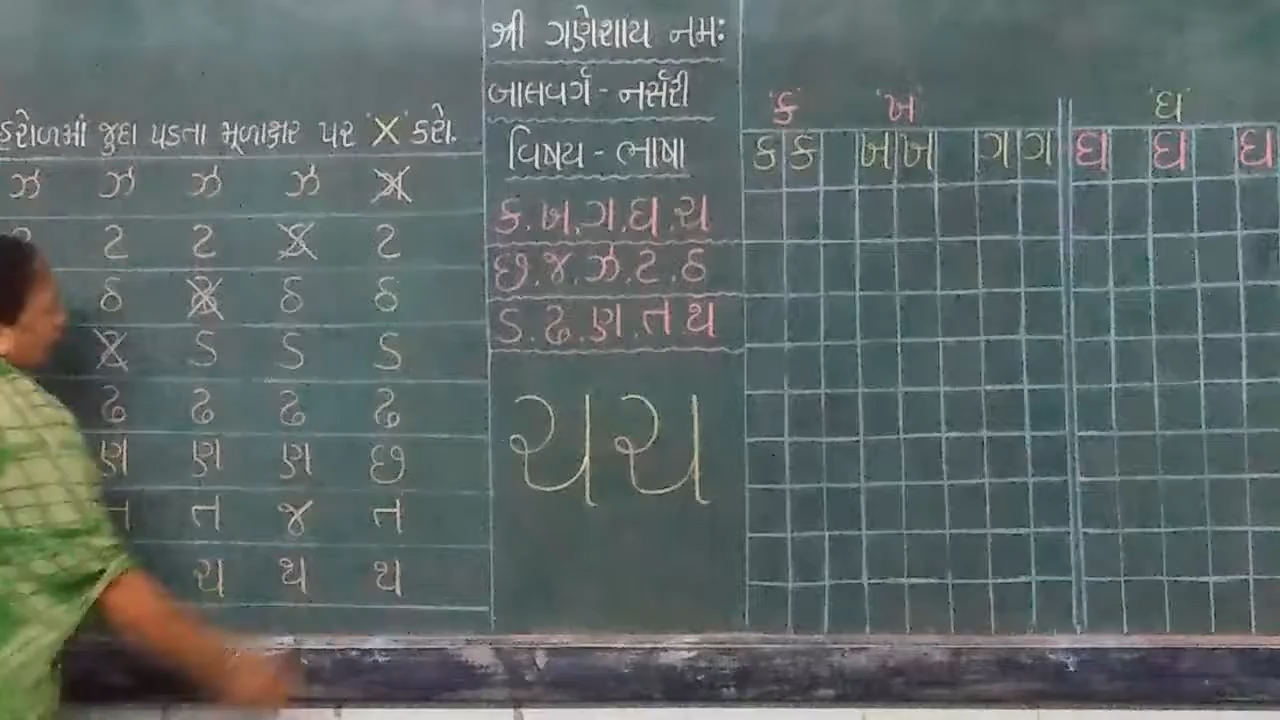 હરોળમાં જુદા પડતા મૂળાક્ષર પર 'X' કરો.
ઝ ઝ ઝ ઝ
ટ ટ ટ
ઠ ઠ ઠ
ડ ડ ડ
ઢ ઢ ઢ ઢ
ણ ણ ણ છ
ત ત જ ત
ચ થ થ
શ્રી ગણેશાય નમઃ
બાલવર્ગ - નર્સરી
વિષય - ભાષા
ક.ખ.ગ.ઘ.ચ
છ.જ.ઝ.ટ.ઠ
ડ.ઢ.ણ.ત.થ
ચ ચ
'ક' 'ખ' 'ઘ'
ક ક ખ ખ ગ ગ ઘ ઘ ઘ